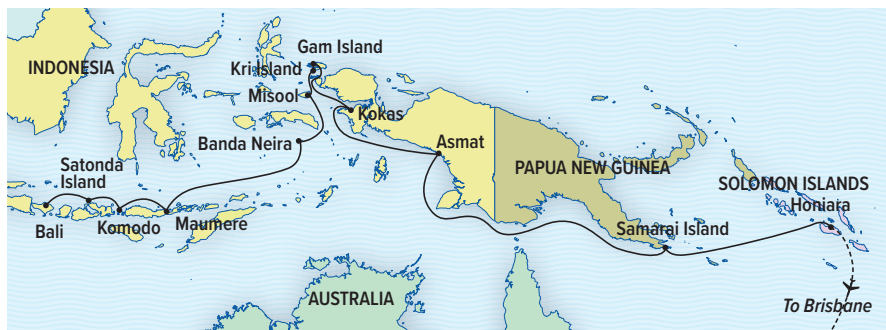 Gam Island
INDONESIA
Kri Island
Misool
Kokas
Banda Neira
Asmat
Satonda
Island
PAPUA NEW GUINEA
SOLOMON ISLANDS
Honiara
Bali
Komodo
Maumere
Samarai Island
AUSTRALIA
To Brisbane